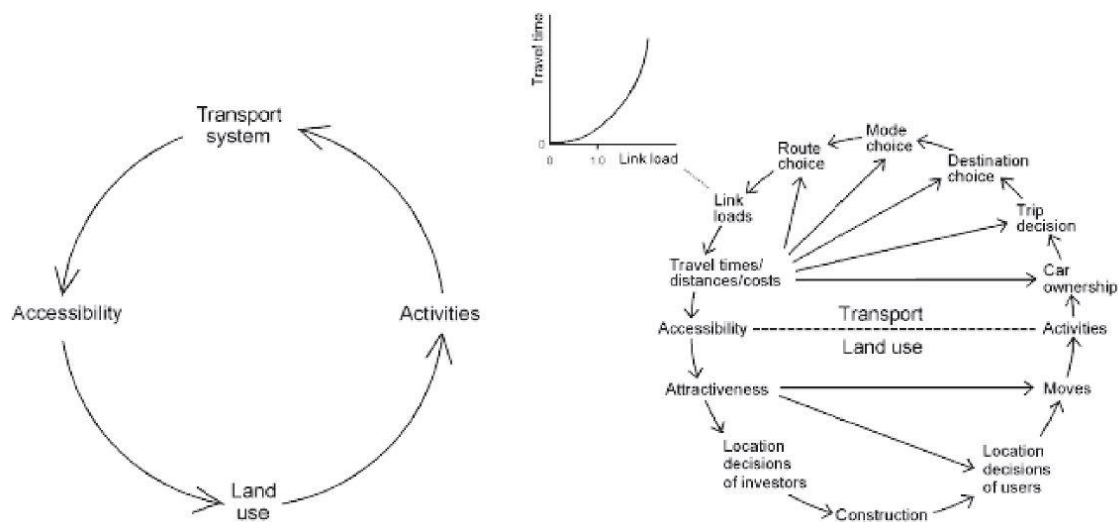 Transport
system
Accessibility
Activities
Land
use
Travel time
0
0
1.0
Link load
Mode
choice
Route
choice
Destination
choice
Link
loads
Trip
decision
Travel times/
distances/costs
Car
ownership
Transport
Accessibility
Activities
Land use
Attractiveness
Moves
Location
decisions
of investors
Location
decisions
of users
Construction